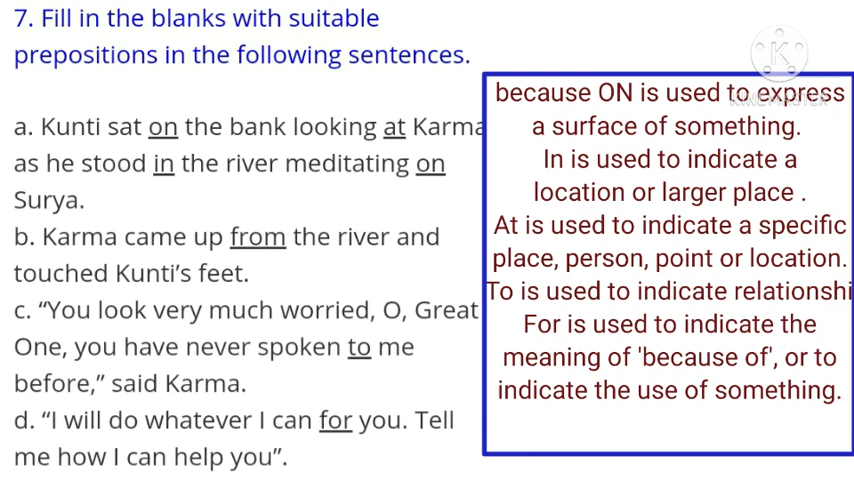 7. Fill in the blanks with suitable
prepositions in the following sentences.
a. Kunti sat on the bank looking at Karma
as he stood in the river meditating on
Surya.
b. Karma came up from the river and
touched Kunti's feet.
c. “You look very much worried, O, Great
One, you have never spoken to me
before,” said Karma.
d. “I will do whatever I can for you. Tell
me how I can help you”.
K
KINEMASTER
because ON is used to express
a surface of something.
In is used to indicate a
location or larger place .
At is used to indicate a specific
place, person, point or location.
To is used to indicate relationshi
For is used to indicate the
meaning of 'because of', or to
indicate the use of something.